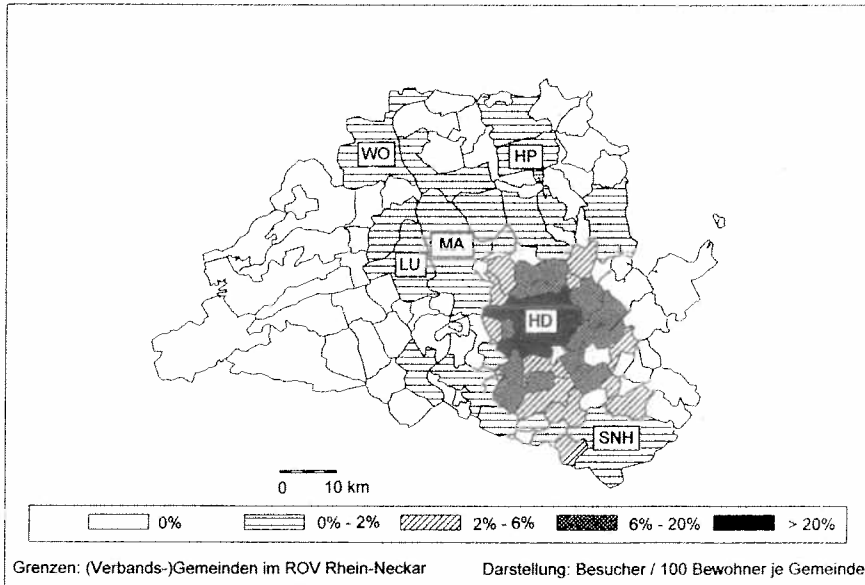 WO
HP
MA
LU
HD
SNH
0 10 km
0% 0% - 2% 2% - 6% 6% - 20% > 20%
Grenzen: (Verbands-)Gemeinden im ROV Rhein-Neckar Darstellung: Besucher / 100 Bewohner je Gemeinde